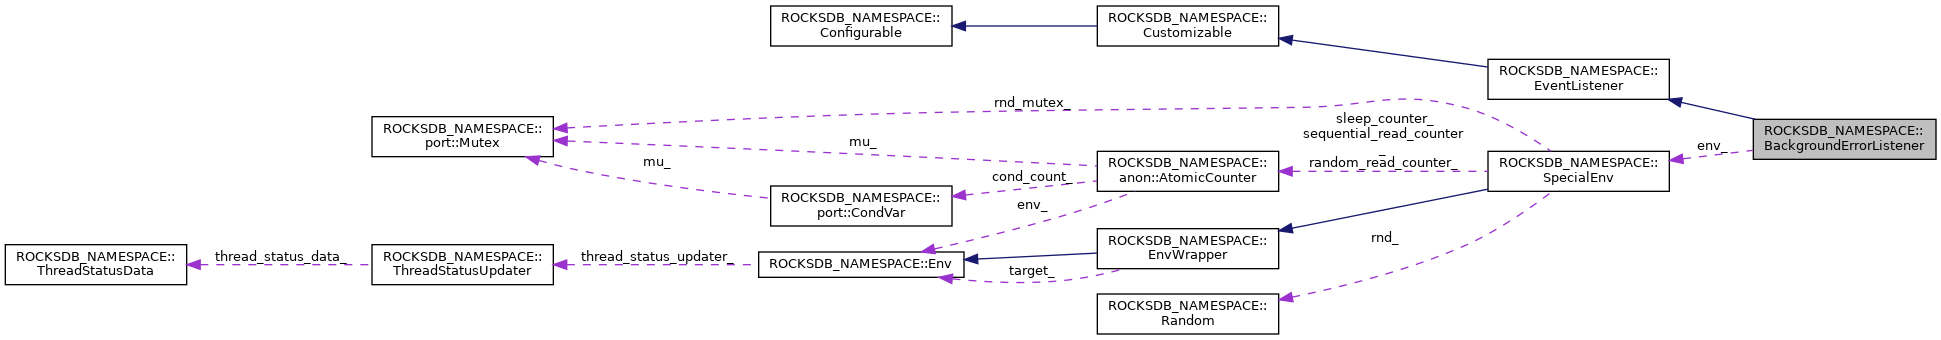 ROCKSDB_NAMESPACE::
Configurable
ROCKSDB_NAMESPACE::
Customizable
ROCKSDB_NAMESPACE::
EventListener
rnd_mutex_
ROCKSDB_NAMESPACE::
port::Mutex
sleep_counter_
sequential_read_counter
_
random_read_counter_
ROCKSDB_NAMESPACE::
BackgroundErrorListener
env_
mu_
mu_
ROCKSDB_NAMESPACE::
anon::AtomicCounter
ROCKSDB_NAMESPACE::
SpecialEnv
cond_count_
ROCKSDB_NAMESPACE::
port::CondVar
env_
rnd_
ROCKSDB_NAMESPACE::
EnvWrapper
ROCKSDB_NAMESPACE::
ThreadStatusData
thread_status_data_
ROCKSDB_NAMESPACE::
ThreadStatusUpdater
thread_status_updater_
ROCKSDB_NAMESPACE::Env
target_
ROCKSDB_NAMESPACE::
Random